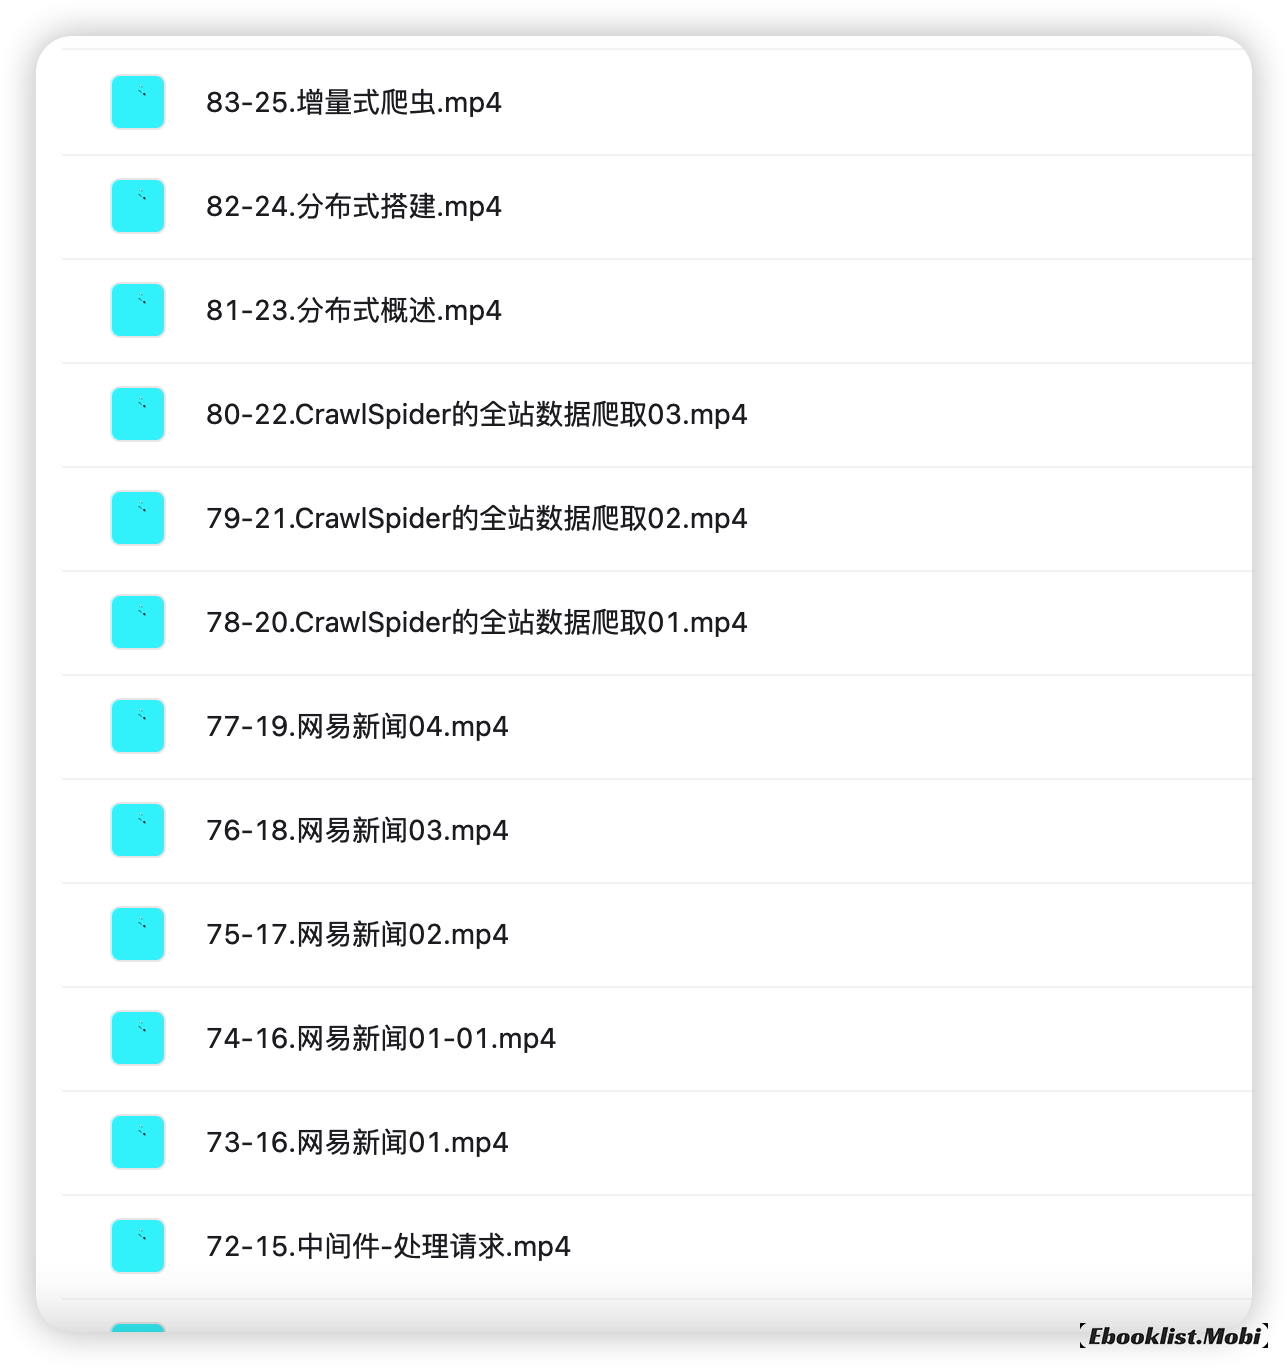 83-25.增量式爬虫.mp4
82-24.分布式搭建.mp4
81-23.分布式概述.mp4
80-22.CrawlSpider的全站数据爬取03.mp4
79-21.CrawlSpider的全站数据爬取02.mp4
78-20.CrawlSpider的全站数据爬取01.mp4
77-19.网易新闻04.mp4
76-18.网易新闻03.mp4
75-17.网易新闻02.mp4
74-16.网易新闻01-01.mp4
73-16.网易新闻01.mp4
72-15.中间件-处理请求.mp4
【Ebooklist.Mobi】